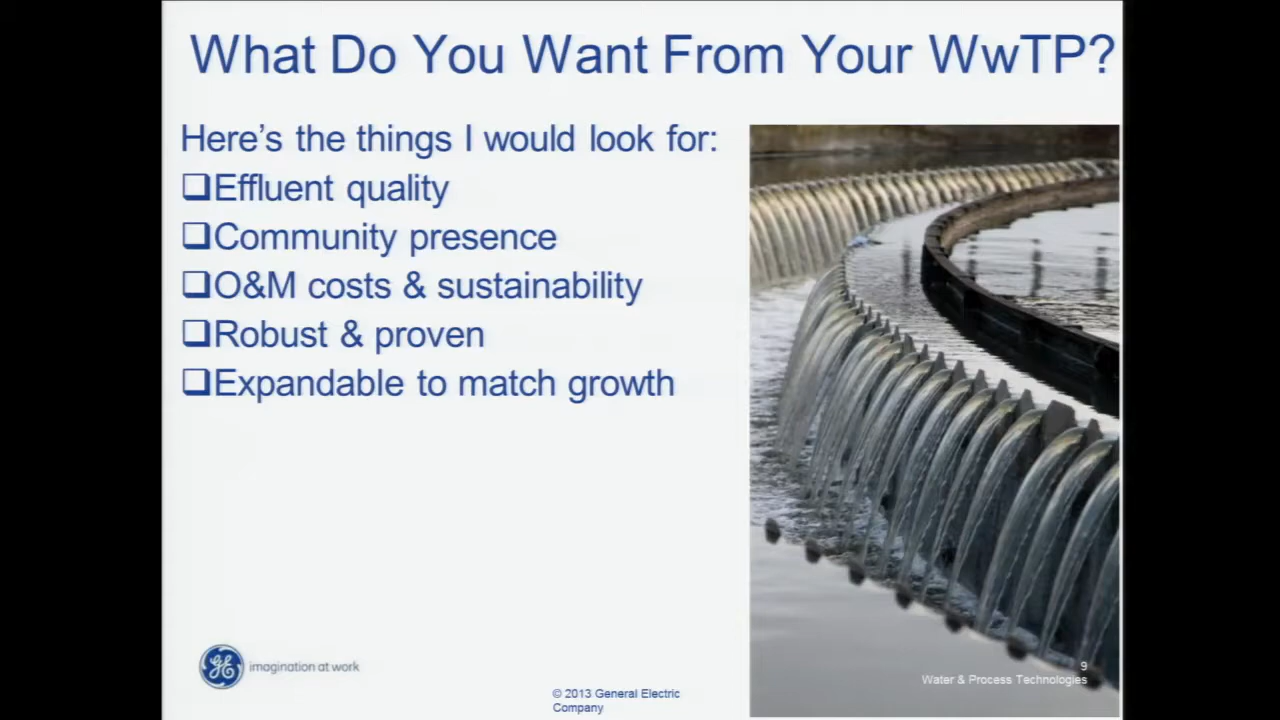 What Do You Want From Your WwTP?
Here's the things I would look for:
❑Effluent quality
❑Community presence
❑O&M costs & sustainability
❑Robust & proven
❑Expandable to match growth
GE
imagination at work
© 2013 General Electric
Company
9
Water & Process Technologies